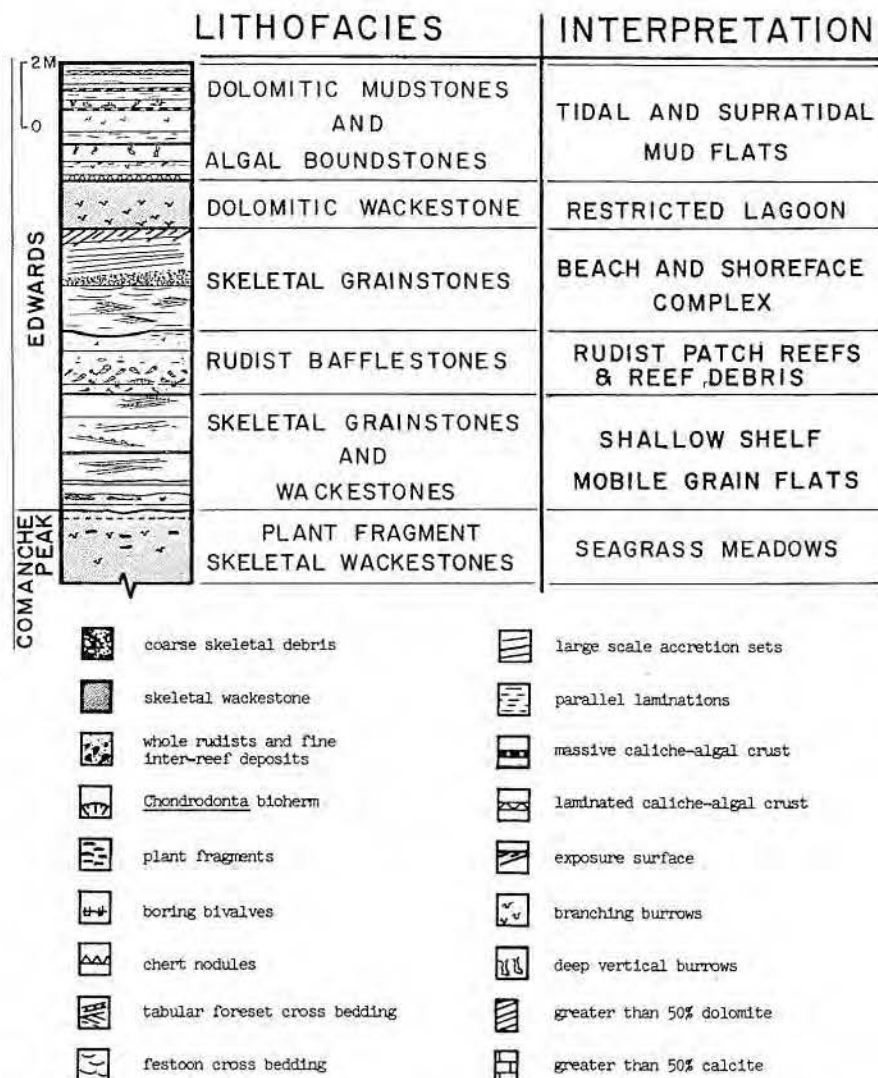 LITHOFACIES
INTERPRETATION
2M
0
EDWARDS
COMANCHE
PEAK
DOLOMITIC MUDSTONES
AND
ALGAL BOUNDSTONES
TIDAL AND SUPRATIDAL
MUD FLATS
DOLOMITIC WACKESTONE
RESTRICTED LAGOON
SKELETAL GRAINSTONES
BEACH AND SHOREFACE
COMPLEX
RUDIST BAFFLESTONES
RUDIST PATCH REEFS
& REEF DEBRIS
SKELETAL GRAINSTONES
AND
WACKESTONES
SHALLOW SHELF
MOBILE GRAIN FLATS
PLANT FRAGMENT
SKELETAL WACKESTONES
SEAGRASS MEADOWS
coarse skeletal debris
skeletal wackestone
whole rudists and fine
inter-reef deposits
Chondrodonta bioherm
plant fragments
boring bivalves
chert nodules
tabular foreset cross bedding
festoon cross bedding
large scale accretion sets
parallel laminations
massive caliche-algal crust
laminated caliche-algal crust
exposure surface
branching burrows
deep vertical burrows
greater than 50% dolomite
greater than 50% calcite